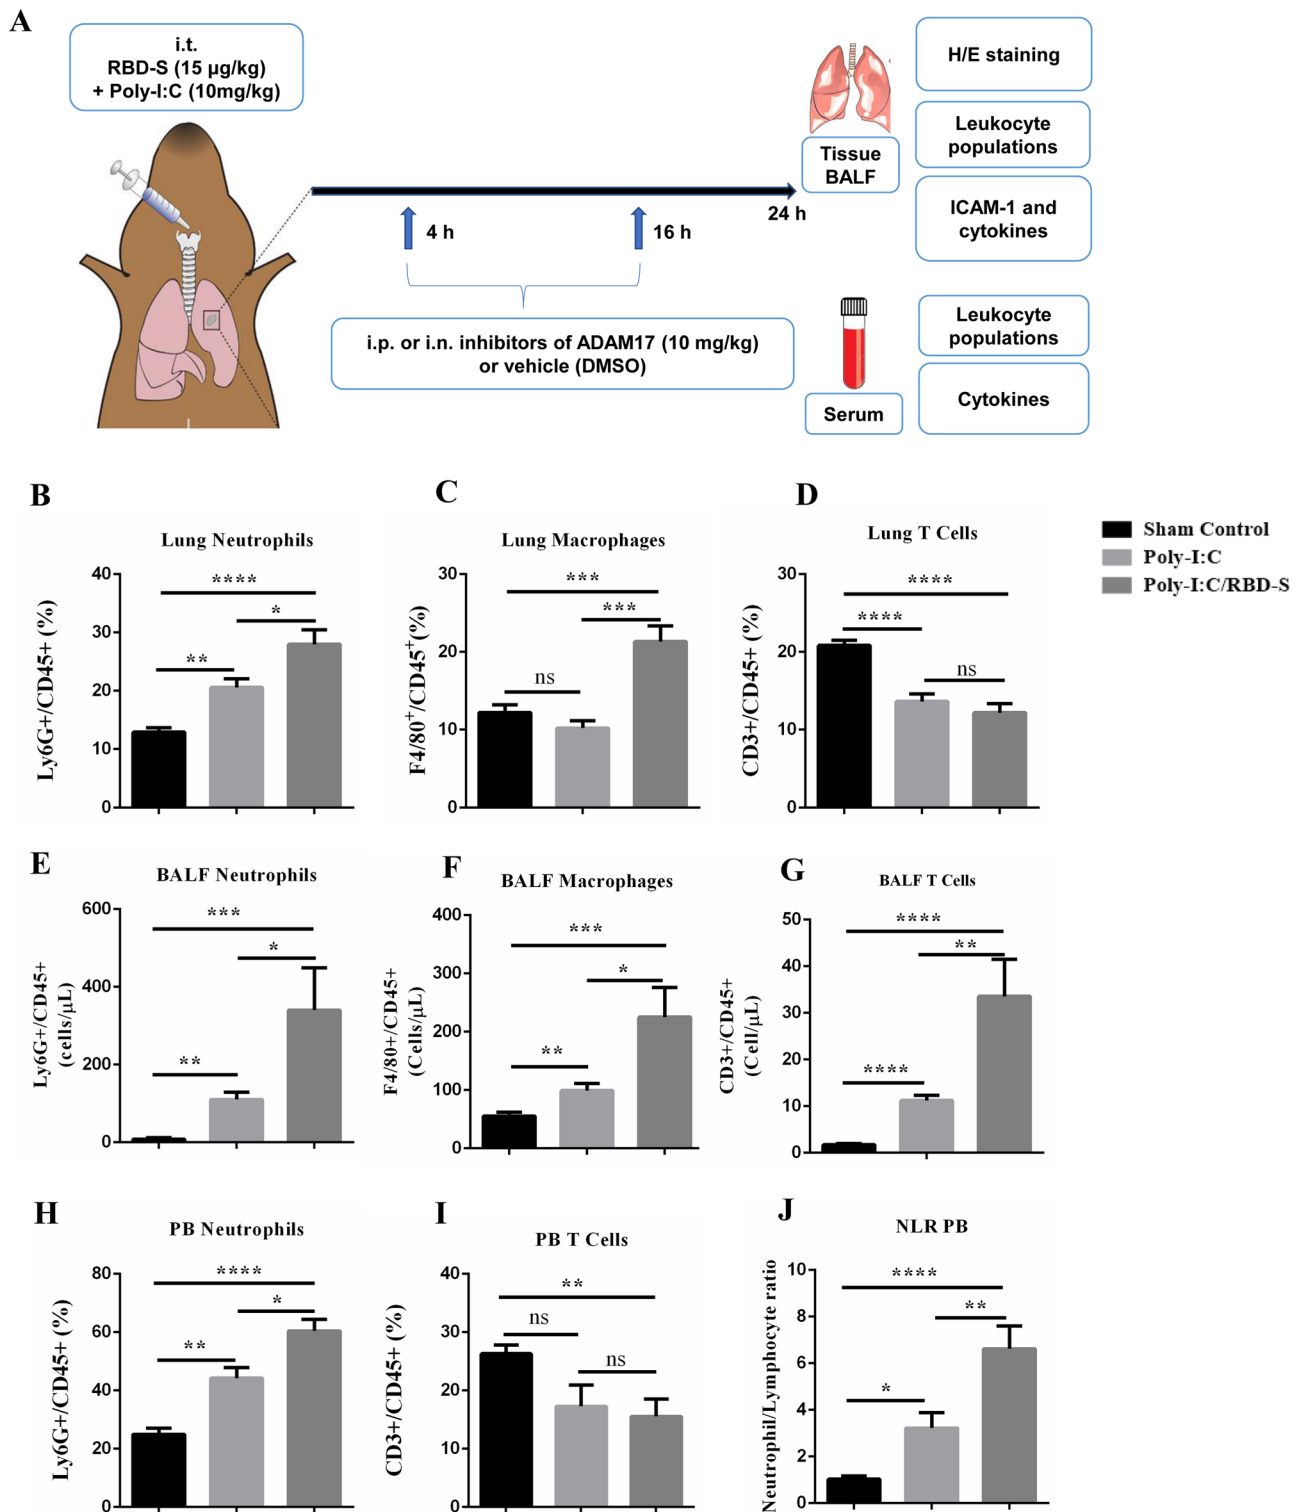 A
i.t.
RBD-S (15 µg/kg)
+ Poly-I:C (10mg/kg)
4 h
16 h
24 h
i.p. or i.n. inhibitors of ADAM17 (10 mg/kg)
or vehicle (DMSO)
Tissue
BALF
H/E staining
Leukocyte
populations
ICAM-1 and
cytokines
Serum
Leukocyte
populations
Cytokines
B
Lung Neutrophils
Ly6G+/CD45+ (%)
40
30
20
10
0
****
*
**
C
Lung Macrophages
F4/80⁺/CD45⁺(%)
30
20
10
0
***
***
ns
D
Lung T Cells
CD3+/CD45+ (%)
30
20
10
0
****
****
ns
Sham Control
Poly-I:C
Poly-I:C/RBD-S
E
BALF Neutrophils
Ly6G+/CD45+
(cells/µL)
600
400
200
0
***
*
**
F
BALF Macrophages
F4/80+/CD45+
(Cells/µL)
400
300
200
100
0
***
*
**
G
BALF T Cells
CD3+/CD45+
(Cell/µL)
50
40
30
20
10
0
****
**
****
H
PB Neutrophils
Ly6G+/CD45+ (%)
80
60
40
20
0
****
*
**
I
PB T Cells
CD3+/CD45+ (%)
40
30
20
10
0
**
ns
ns
J
NLR PB
Neutrophil/Lymphocyte ratio
10
8
6
4
2
0
****
**
*